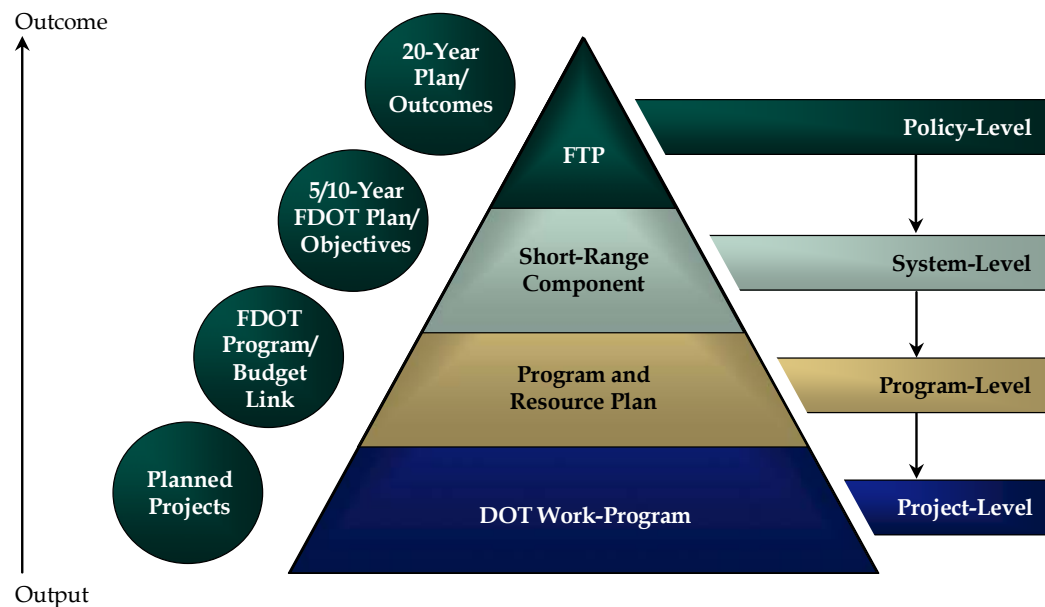 Outcome
20-Year
Plan/
Outcomes
Policy-Level
FTP
5/10-Year
FDOT Plan/
Objectives
Short-Range
Component
System-Level
FDOT
Program/
Budget
Link
Program and
Resource Plan
Program-Level
Planned
Projects
DOT Work-Program
Project-Level
Output